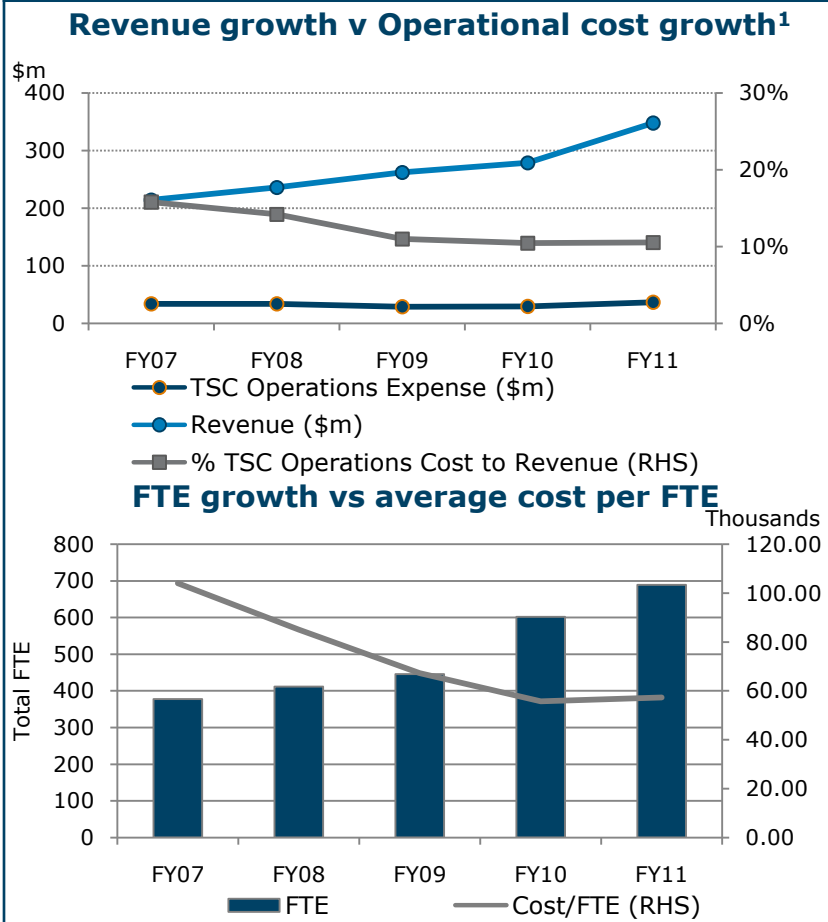 Revenue growth v Operational cost growth¹
$m
400 30%
300
20%
200
10%
100
0 0%
FY07 FY08 FY09 FY10 FY11
TSC Operations Expense ($m)
Revenue ($m)
% TSC Operations Cost to Revenue (RHS)
FTE growth vs average cost per FTE
Thousands
800 120.00
700
100.00
600
80.00
500
400 60.00
300
40.00
200
20.00
100
0 0.00
Total FTE
FY07 FY08 FY09 FY10 FY11
FTE Cost/FTE (RHS)